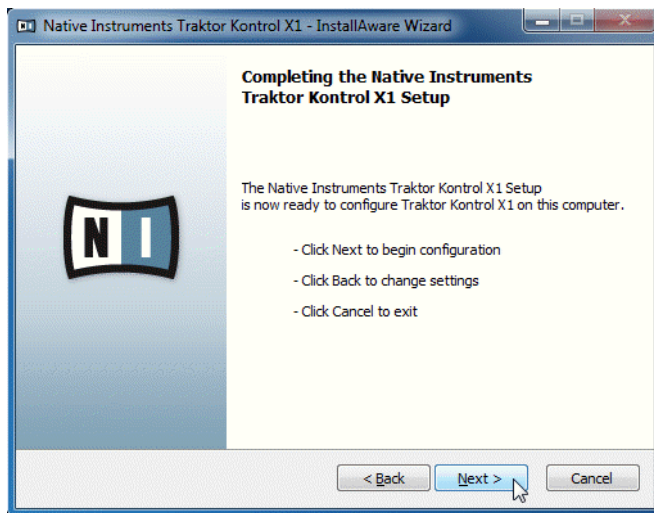 Native Instruments Traktor Kontrol X1 - InstallAware Wizard
Completing the Native Instruments
Traktor Kontrol X1 Setup
The Native Instruments Traktor Kontrol X1 Setup
is now ready to configure Traktor Kontrol X1 on this computer.
- Click Next to begin configuration
- Click Back to change settings
- Click Cancel to exit
N I
< Back Next > Cancel